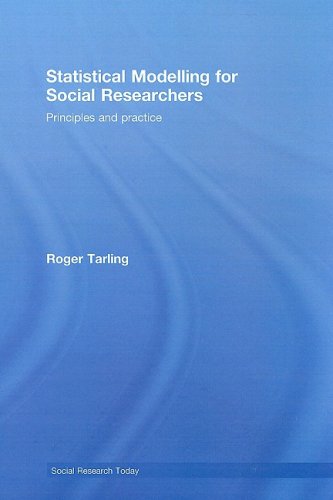 Statistical Modelling for
Social Researchers
Principles and practice
Roger Tarling
Social Research Today